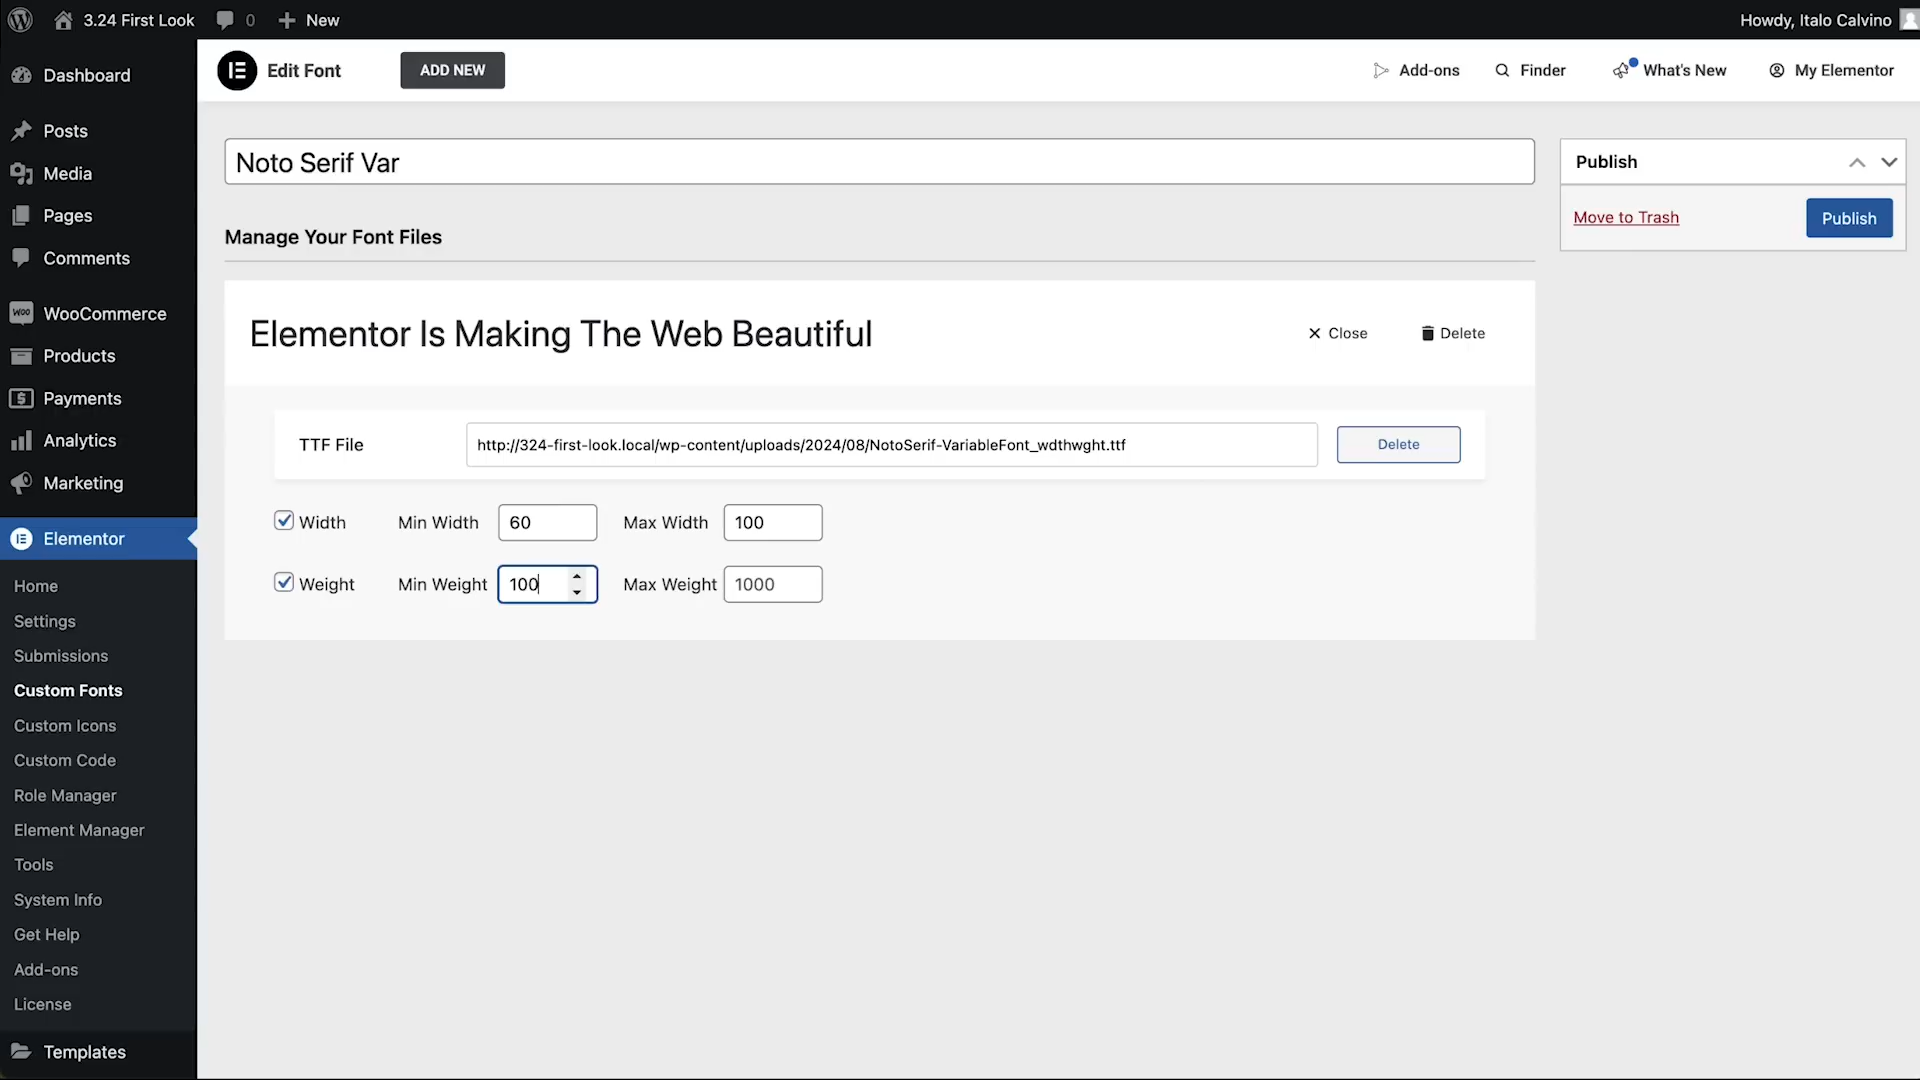 3.24 First Look
0
New
Howdy, Italo Calvino
Dashboard
Posts
Media
Pages
Comments
WooCommerce
Products
Payments
Analytics
Marketing
Elementor
Home
Settings
Submissions
Custom Fonts
Custom Icons
Custom Code
Role Manager
Element Manager
Tools
System Info
Get Help
Add-ons
License
Templates
Edit Font
ADD NEW
Add-ons
Finder
What's New
My Elementor
Noto Serif Var
Manage Your Font Files
Elementor Is Making The Web Beautiful
Close
Delete
TTF File
http://324-first-look.local/wp-content/uploads/2024/08/NotoSerif-VariableFont_wdthwght.ttf
Delete
Width Min Width 60 Max Width 100
Weight Min Weight 100 Max Weight 1000
Publish
Move to Trash
Publish